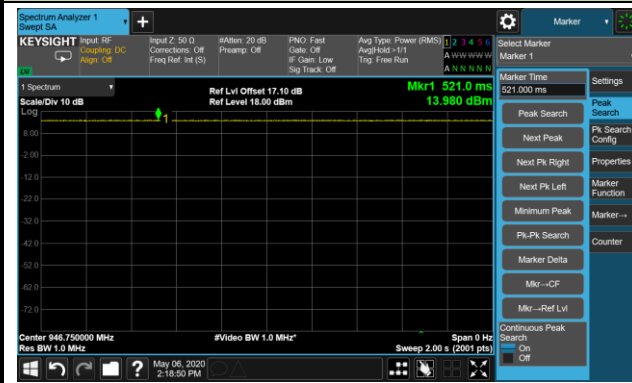 Spectrum Analyzer 1
Swept SA
Marker
KEYSIGHT
Input: RF
Coupling: DC
Align: Off
Input Z: 50 Ω
Corrections: Off
Freq Ref: Int (S)
#Atten: 20 dB
Preamp: Off
PNO: Fast
Gate: Off
IF Gain: Low
Sig Track: Off
Avg Type: Power (RMS)
Avg|Hold:>1/1
Trig: Free Run
1 2 3 4 5 6
A W W W W W
A N N N N N
Select Marker
Marker 1
LW
1 Spectrum
Scale/Div 10 dB
Log
Ref Lvl Offset 17.10 dB
Ref Level 18.00 dBm
Mkr1 521.0 ms
13.980 dBm
1
8.00
-2.00
-12.0
-22.0
-32.0
-42.0
-52.0
-62.0
-72.0
Center 946.750000 MHz
Res BW 1.0 MHz
#Video BW 1.0 MHz*
Span 0 Hz
Sweep 2.00 s (2001 pts)
Marker Time
521.000 ms
Peak Search
Next Peak
Next Pk Right
Next Pk Left
Minimum Peak
Pk-Pk Search
Marker Delta
Mkr→CF
Mkr→Ref Lvl
Continuous Peak
Search
On
Off
Settings
Peak
Search
Pk Search
Config
Properties
Marker
Function
Marker→
Counter
?
May 06, 2020
2:18:50 PM